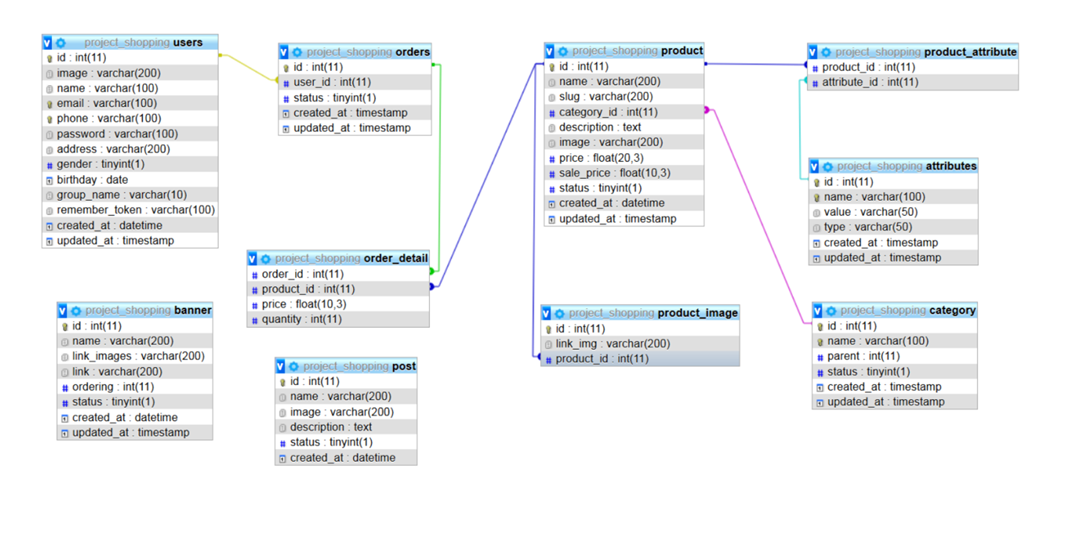 project_shopping users
id : int(11)
image : varchar(200)
name : varchar(100)
email : varchar(100)
phone : varchar(100)
password : varchar(100)
address : varchar(200)
gender : tinyint(1)
birthday : date
group_name : varchar(10)
remember_token : varchar(100)
created_at : datetime
updated_at : timestamp
project_shopping orders
id : int(11)
user_id : int(11)
status : tinyint(1)
created_at : timestamp
updated_at : timestamp
project_shopping product
id : int(11)
name : varchar(200)
slug : varchar(200)
category_id : int(11)
description : text
image : varchar(200)
price : float(20,3)
sale_price : float(10,3)
status : tinyint(1)
created_at : datetime
updated_at : timestamp
project_shopping product_attribute
product_id : int(11)
attribute_id : int(11)
project_shopping attributes
id : int(11)
name : varchar(100)
value : varchar(50)
type : varchar(50)
created_at : timestamp
updated_at : timestamp
project_shopping order_detail
order_id : int(11)
product_id : int(11)
price : float(10,3)
quantity : int(11)
project_shopping banner
id : int(11)
name : varchar(200)
link_images : varchar(200)
link : varchar(200)
ordering : int(11)
status : tinyint(1)
created_at : datetime
updated_at : timestamp
project_shopping post
id : int(11)
name : varchar(200)
image : varchar(200)
description : text
status : tinyint(1)
created_at : datetime
project_shopping product_image
id : int(11)
link_img : varchar(200)
product_id : int(11)
project_shopping category
id : int(11)
name : varchar(100)
parent : int(11)
status : tinyint(1)
created_at : timestamp
updated_at : timestamp